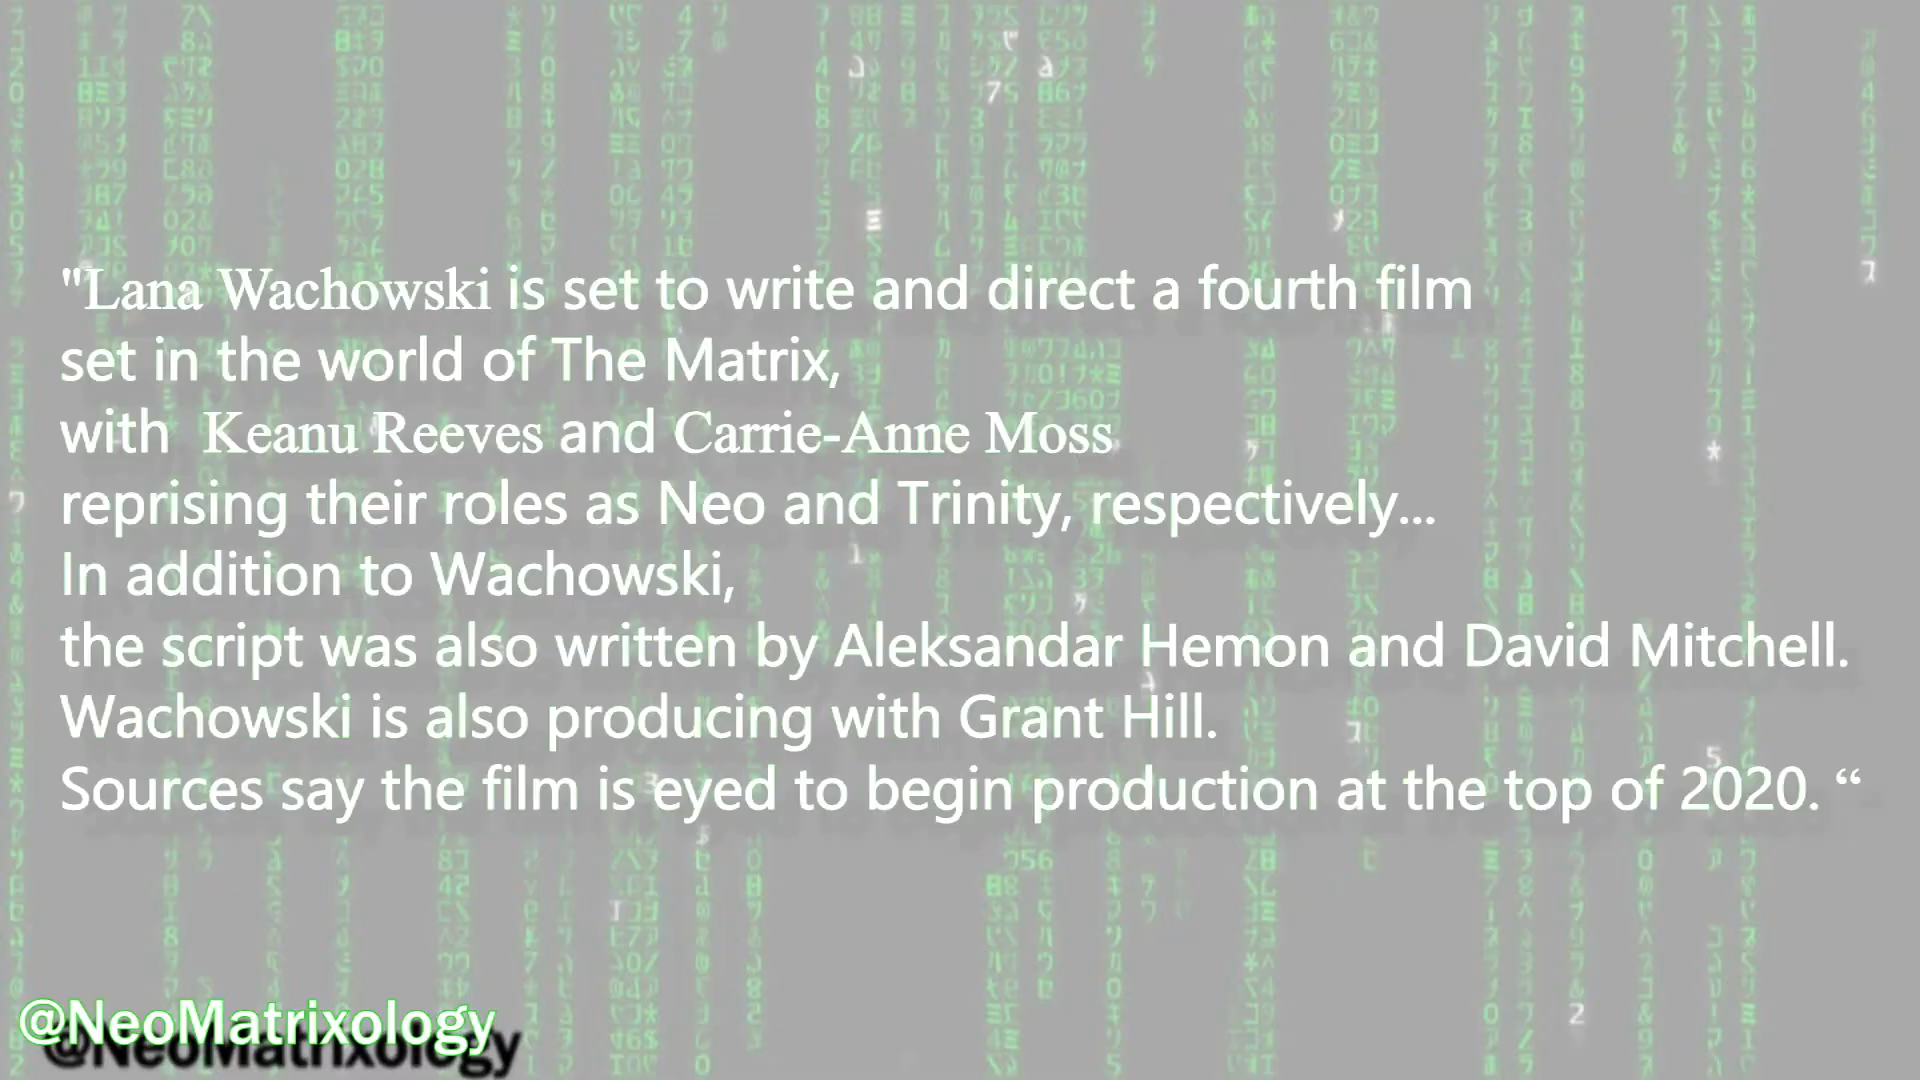 "Lana Wachowski is set to write and direct a fourth film
set in the world of The Matrix,
with Keanu Reeves and Carrie-Anne Moss
reprising their roles as Neo and Trinity, respectively...
In addition to Wachowski,
the script was also written by Aleksandar Hemon and David Mitchell.
Wachowski is also producing with Grant Hill.
Sources say the film is eyed to begin production at the top of 2020. “
@NeoMatrixology